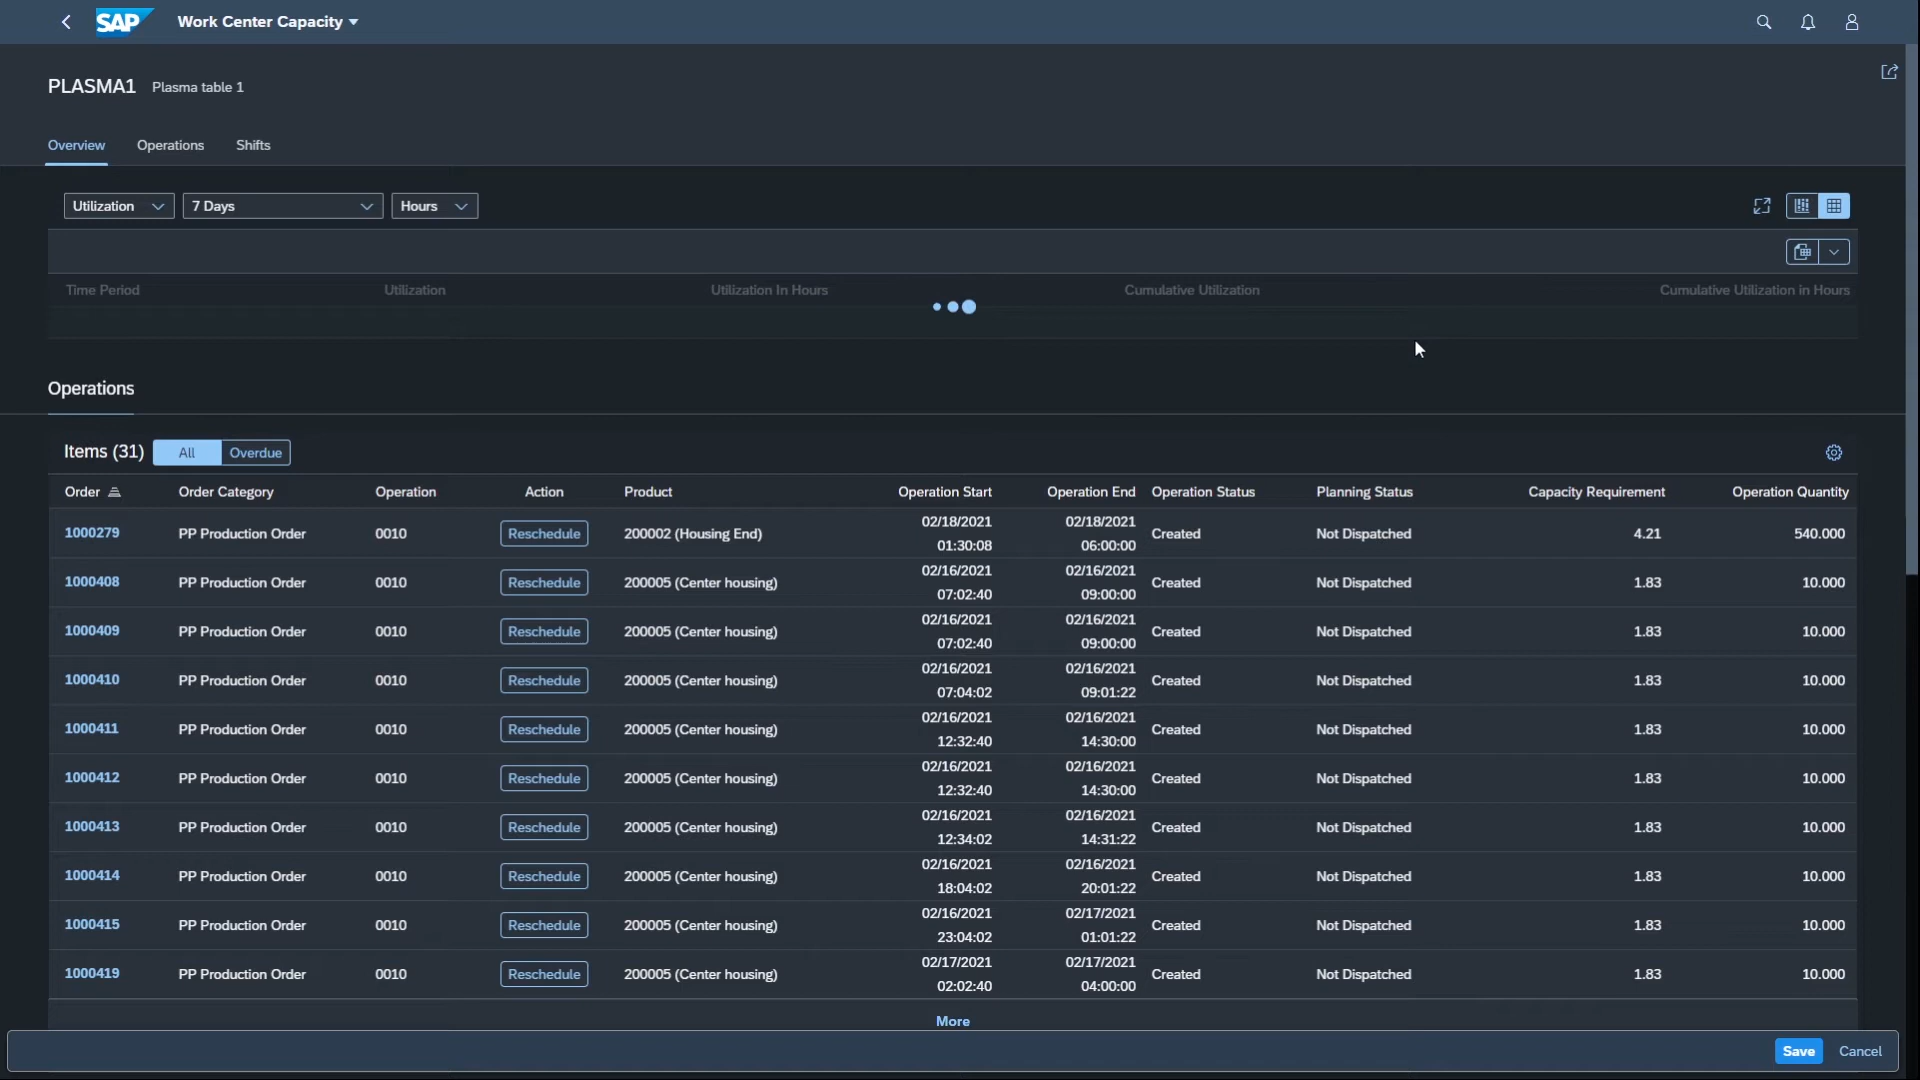 SAP Work Center Capacity
PLASMA1 Plasma table 1
Overview Operations Shifts
Utilization 7 Days Hours
Time Period Utilization Utilization In Hours Cumulative Utilization Cumulative Utilization in Hours
Operations
Items (31) All Overdue
Order Order Category Operation Action Product Operation Start Operation End Operation Status Planning Status Capacity Requirement Operation Quantity
1000279 PP Production Order 0010 Reschedule 200002 (Housing End) 02/18/2021 01:30:08 02/18/2021 06:00:00 Created Not Dispatched 4.21 540.000
1000408 PP Production Order 0010 Reschedule 200005 (Center housing) 02/16/2021 07:02:40 02/16/2021 09:00:00 Created Not Dispatched 1.83 10.000
1000409 PP Production Order 0010 Reschedule 200005 (Center housing) 02/16/2021 07:02:40 02/16/2021 09:00:00 Created Not Dispatched 1.83 10.000
1000410 PP Production Order 0010 Reschedule 200005 (Center housing) 02/16/2021 07:04:02 02/16/2021 09:01:22 Created Not Dispatched 1.83 10.000
1000411 PP Production Order 0010 Reschedule 200005 (Center housing) 02/16/2021 12:32:40 02/16/2021 14:30:00 Created Not Dispatched 1.83 10.000
1000412 PP Production Order 0010 Reschedule 200005 (Center housing) 02/16/2021 12:32:40 02/16/2021 14:30:00 Created Not Dispatched 1.83 10.000
1000413 PP Production Order 0010 Reschedule 200005 (Center housing) 02/16/2021 12:34:02 02/16/2021 14:31:22 Created Not Dispatched 1.83 10.000
1000414 PP Production Order 0010 Reschedule 200005 (Center housing) 02/16/2021 18:04:02 02/16/2021 20:01:22 Created Not Dispatched 1.83 10.000
1000415 PP Production Order 0010 Reschedule 200005 (Center housing) 02/16/2021 23:04:02 02/17/2021 01:01:22 Created Not Dispatched 1.83 10.000
1000419 PP Production Order 0010 Reschedule 200005 (Center housing) 02/17/2021 02:02:40 02/17/2021 04:00:00 Created Not Dispatched 1.83 10.000
More
Save Cancel